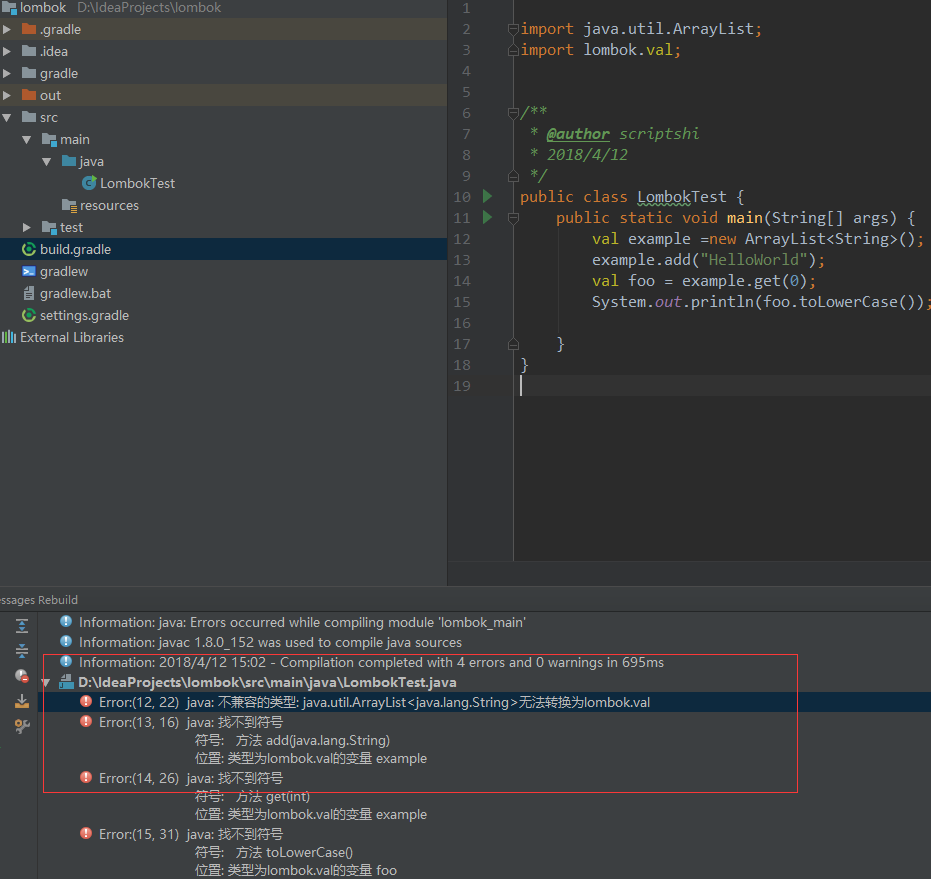 lombok D:\IdeaProjects\lombok
.gradle
.idea
gradle
out
src
main
java
LombokTest
resources
test
build.gradle
gradlew
gradlew.bat
settings.gradle
External Libraries
1
2 import java.util.ArrayList;
3 import lombok.val;
4
5
6 /**
7 * @author scriptshi
8 * 2018/4/12
9 */
10 public class LombokTest {
11 public static void main(String[] args) {
12 val example =new ArrayList<String>();
13 example.add("HelloWorld");
14 val foo = example.get(0);
15 System.out.println(foo.toLowerCase());
16
17 }
18 }
19
ssages Rebuild
Information: java: Errors occurred while compiling module 'lombok_main'
Information: javac 1.8.0_152 was used to compile java sources
Information: 2018/4/12 15:02 - Compilation completed with 4 errors and 0 warnings in 695ms
D:\IdeaProjects\lombok\src\main\java\LombokTest.java
Error:(12, 22) java: 不兼容的类型: java.util.ArrayList<java.lang.String>无法转换为lombok.val
Error:(13, 16) java: 找不到符号
符号: 方法 add(java.lang.String)
位置: 类型为lombok.val的变量 example
Error:(14, 26) java: 找不到符号
符号: 方法 get(int)
位置: 类型为lombok.val的变量 example
Error:(15, 31) java: 找不到符号
符号: 方法 toLowerCase()
位置: 类型为lombok.val的变量 foo